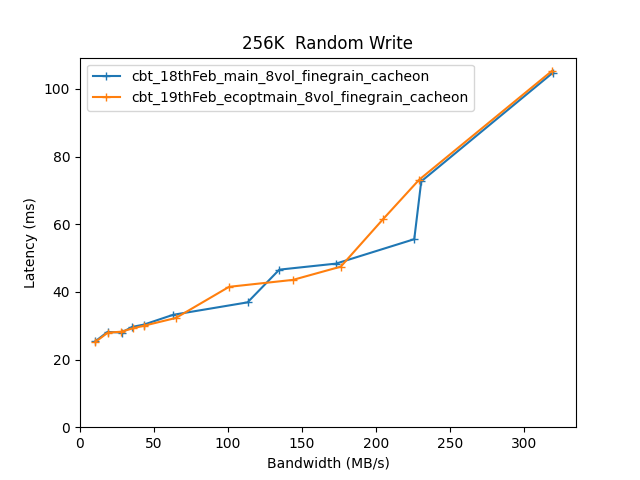 256K  Random Write
cbt_18thFeb_main_8vol_finegrain_cacheon
cbt_19thFeb_ecoptmain_8vol_finegrain_cacheon
100
80
60
40
20
0
Latency (ms)
0 50 100 150 200 250 300
Bandwidth (MB/s)